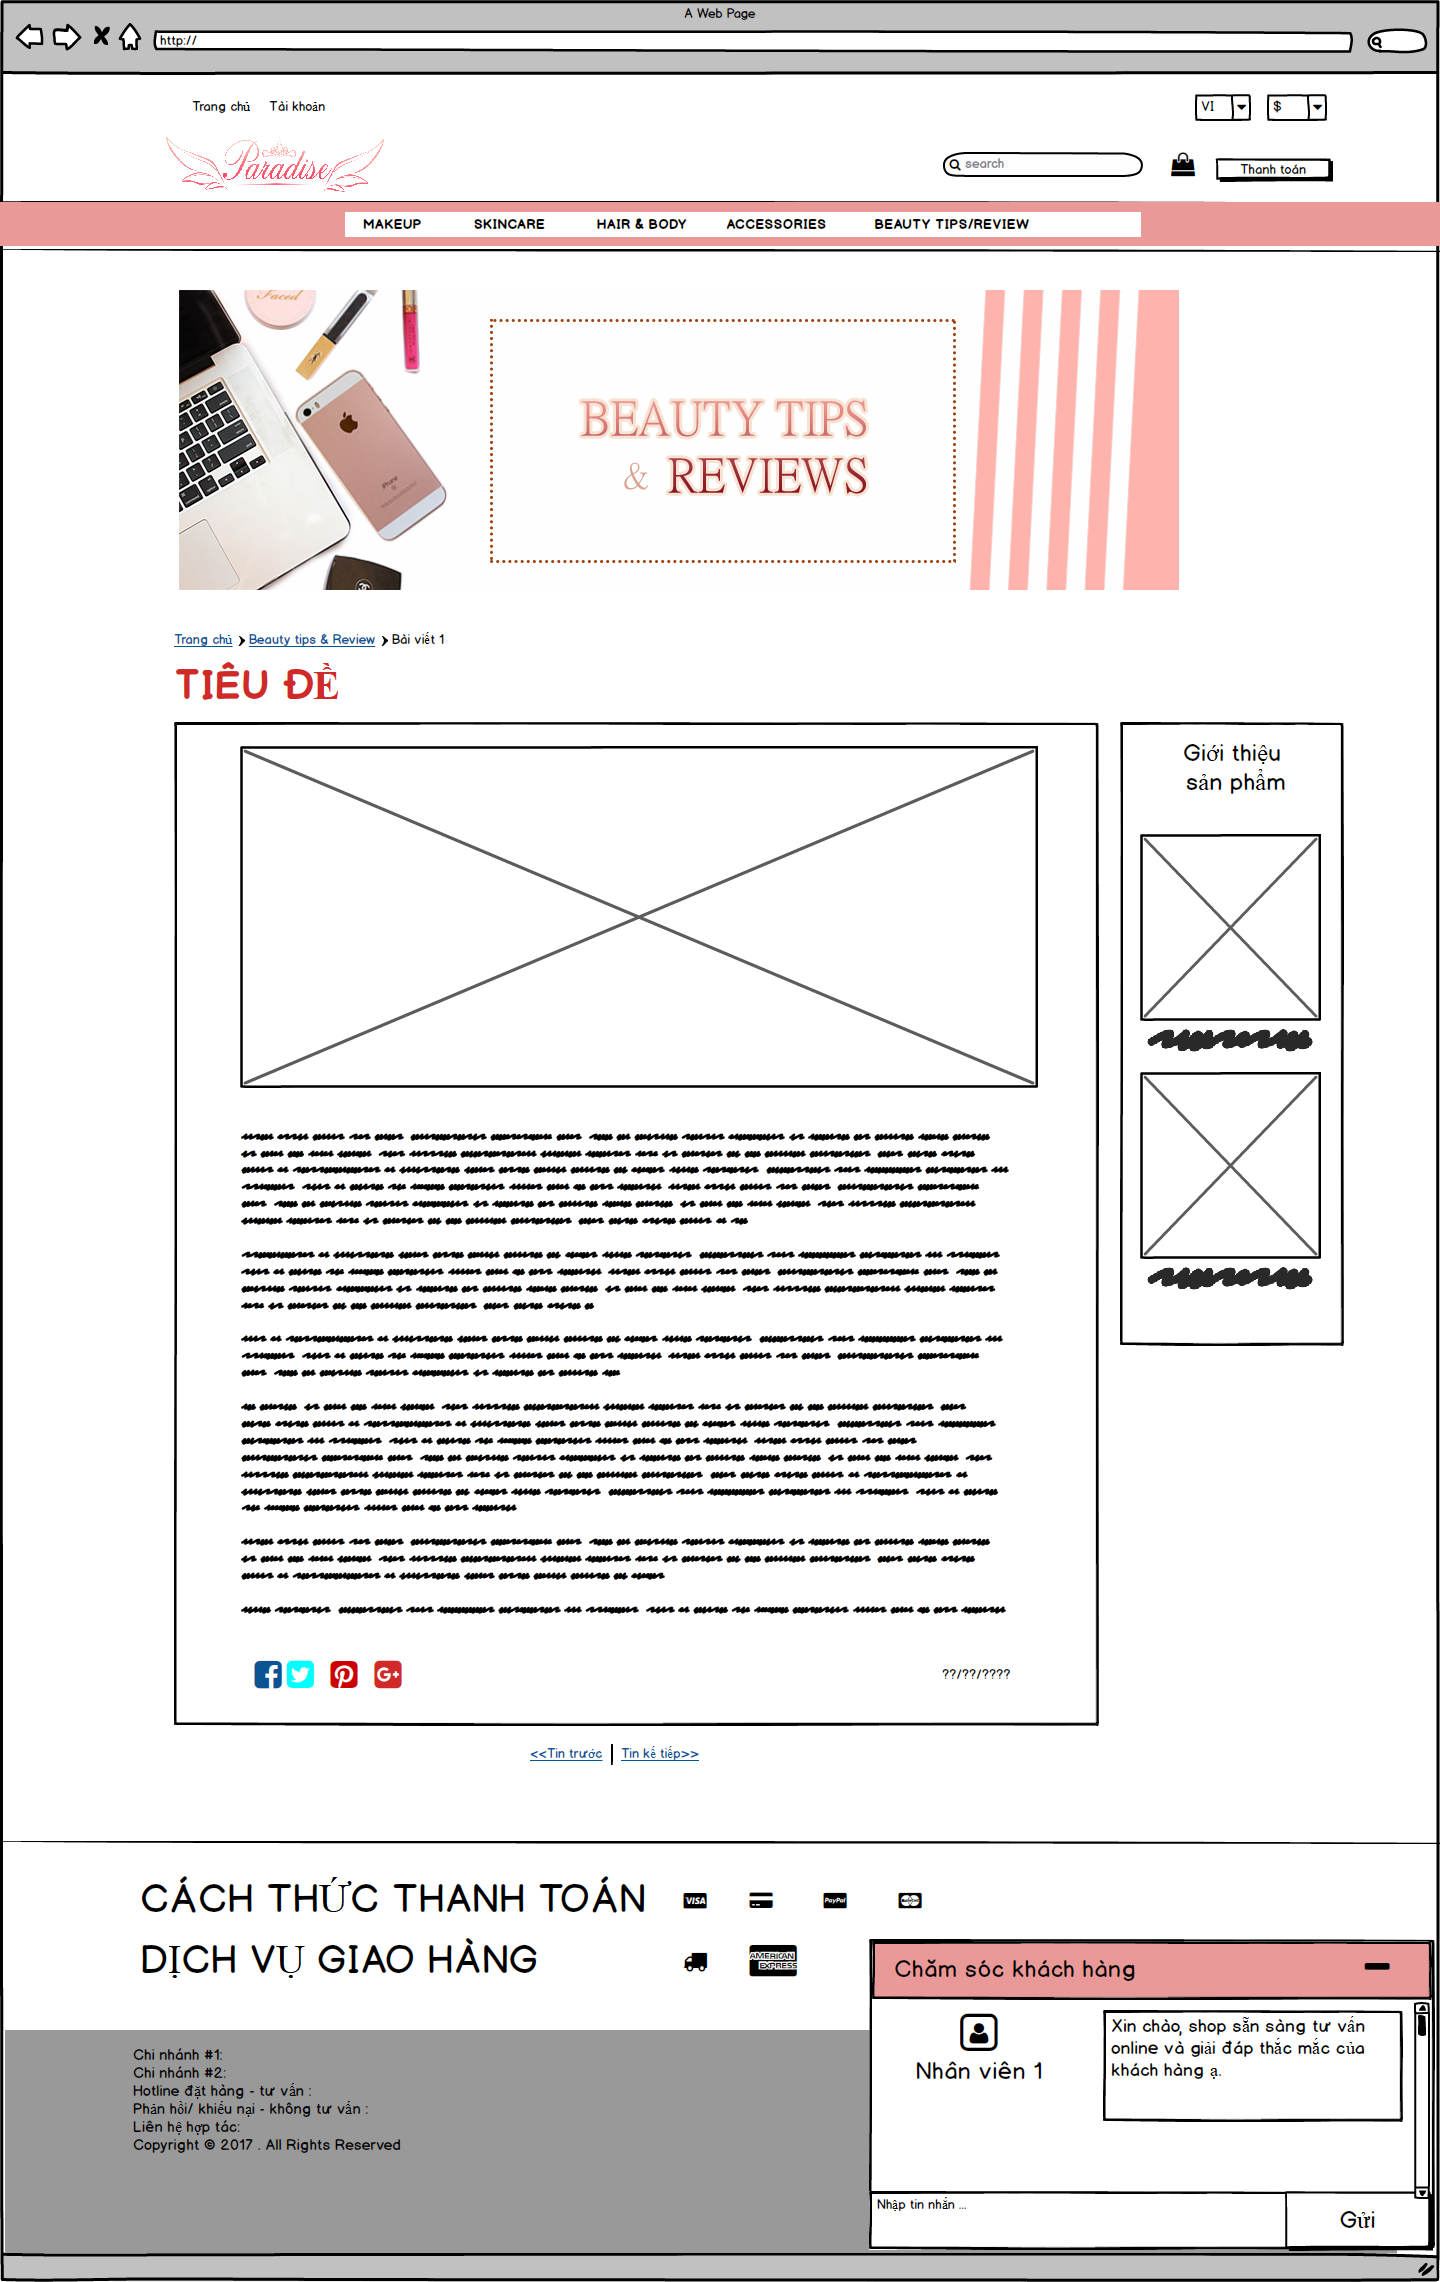 A Web Page
http://
Trang chủ Tài khoản
VI $
Paradise
search
Thanh toán
MAKEUP SKINCARE HAIR & BODY ACCESSORIES BEAUTY TIPS/REVIEW
Faced
iPhone
BEAUTY TIPS
& REVIEWS
Trang chủ Beauty tips & Review Bài viết 1
TIÊU ĐỀ
Giới thiệu
sản phẩm
??/??/????
<<Tin trước Tin kế tiếp>>
CÁCH THỨC THANH TOÁN
VISA PayPal
DỊCH VỤ GIAO HÀNG
AMERICAN
EXPRESS
Chăm sóc khách hàng
Xin chào, shop sẵn sàng tư vấn
online và giải đáp thắc mắc của
khách hàng ạ.
Nhân viên 1
Chi nhánh #1:
Chi nhánh #2:
Hotline đặt hàng - tư vấn :
Phản hồi/ khiếu nại - không tư vấn :
Liên hệ hợp tác:
Copyright © 2017 . All Rights Reserved
Nhập tin nhắn ...
Gửi